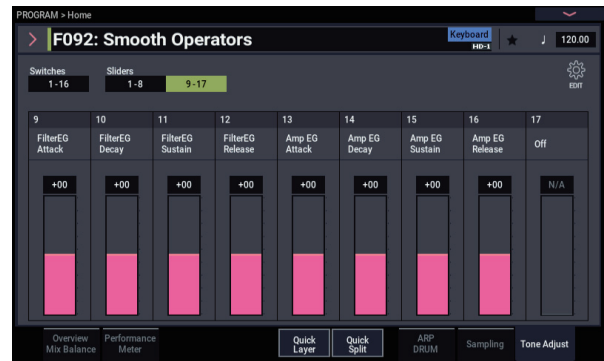 PROGRAM > Home
F092: Smooth Operators
Keyboard
HD-1
♩ 120.00
Switches
Sliders
1-16
1-8
9-17
EDIT
9
10
11
12
13
14
15
16
17
FilterEG
Attack
FilterEG
Decay
FilterEG
Sustain
FilterEG
Release
Amp EG
Attack
Amp EG
Decay
Amp EG
Sustain
Amp EG
Release
Off
+00
+00
+00
+00
+00
+00
+00
+00
N/A
Overview
Mix Balance
Performance
Meter
Quick
Layer
Quick
Split
ARP
DRUM
Sampling
Tone Adjust